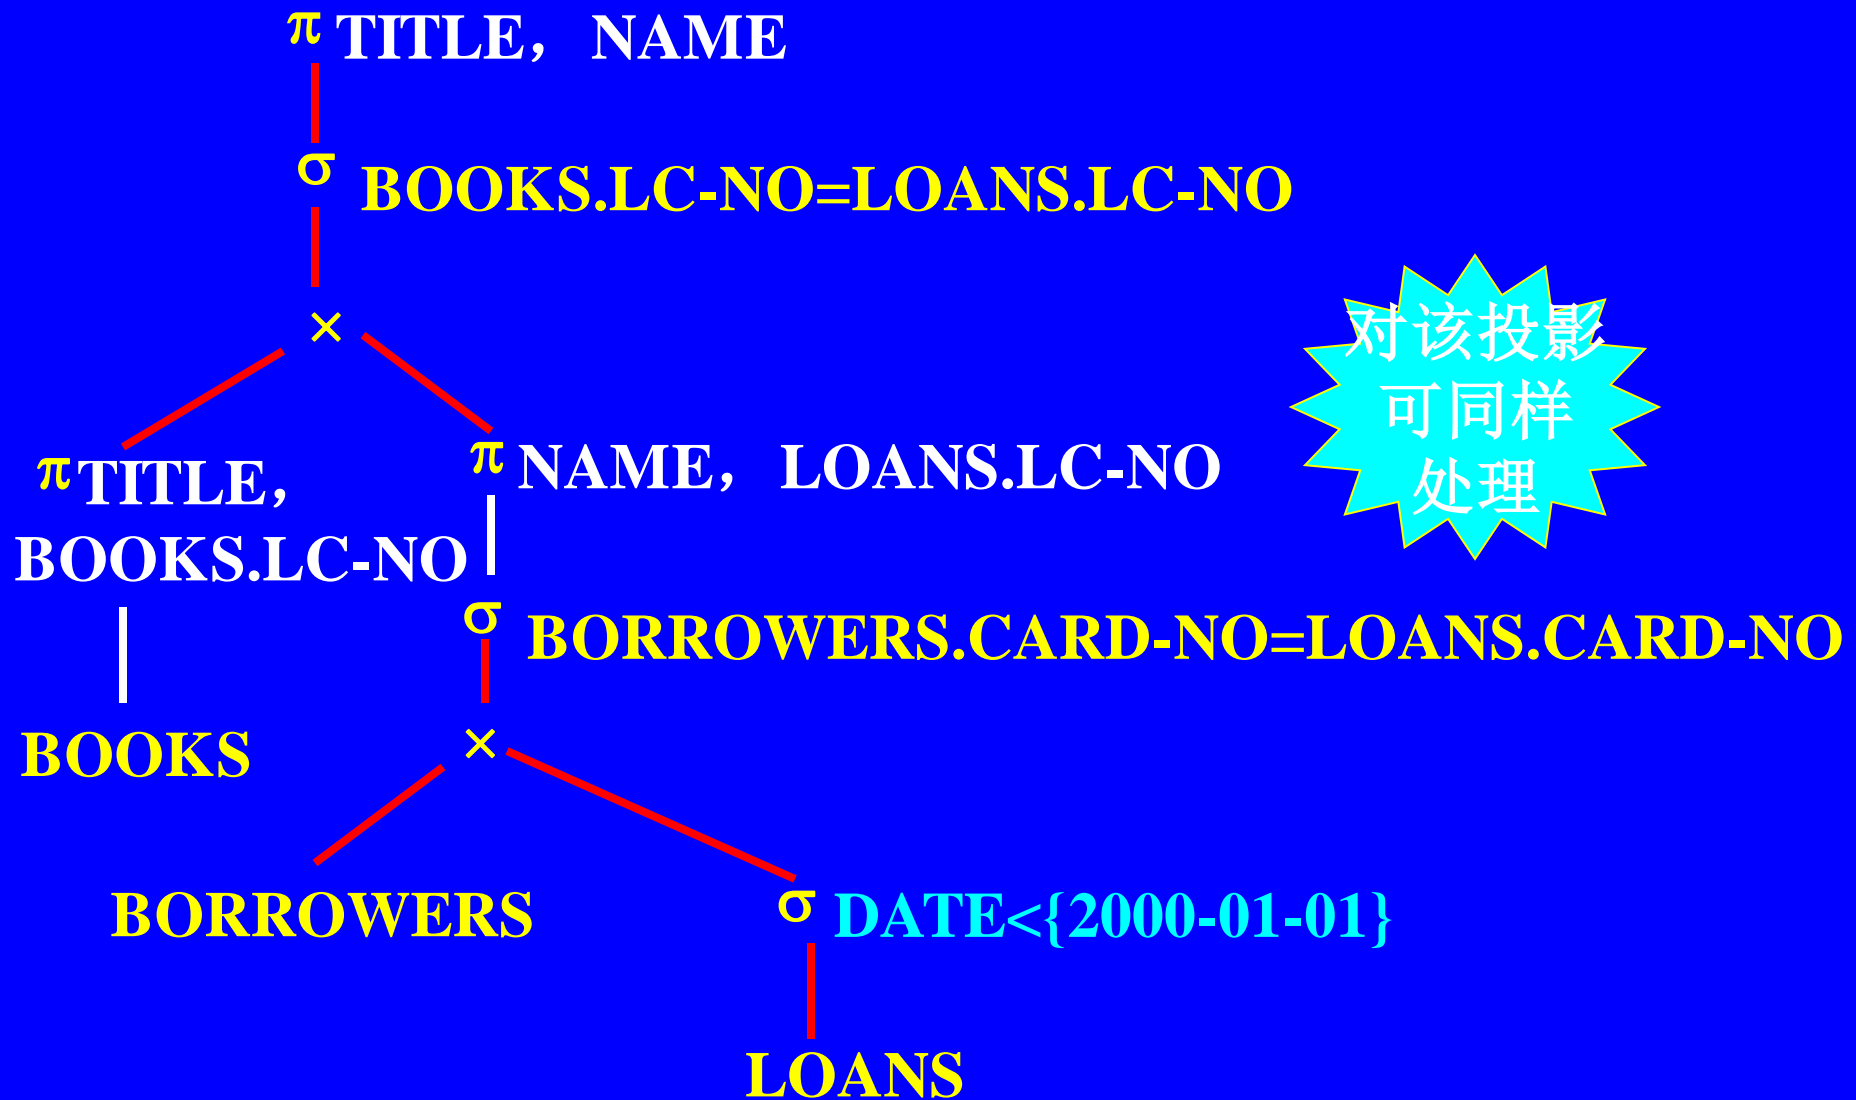 π TITLE， NAME
σ BOOKS.LC-NO=LOANS.LC-NO
×
对该投影
可同样
处理
π TITLE，
BOOKS.LC-NO
π NAME， LOANS.LC-NO
σ BORROWERS.CARD-NO=LOANS.CARD-NO
BOOKS
×
BORROWERS
σ DATE<{2000-01-01}
LOANS